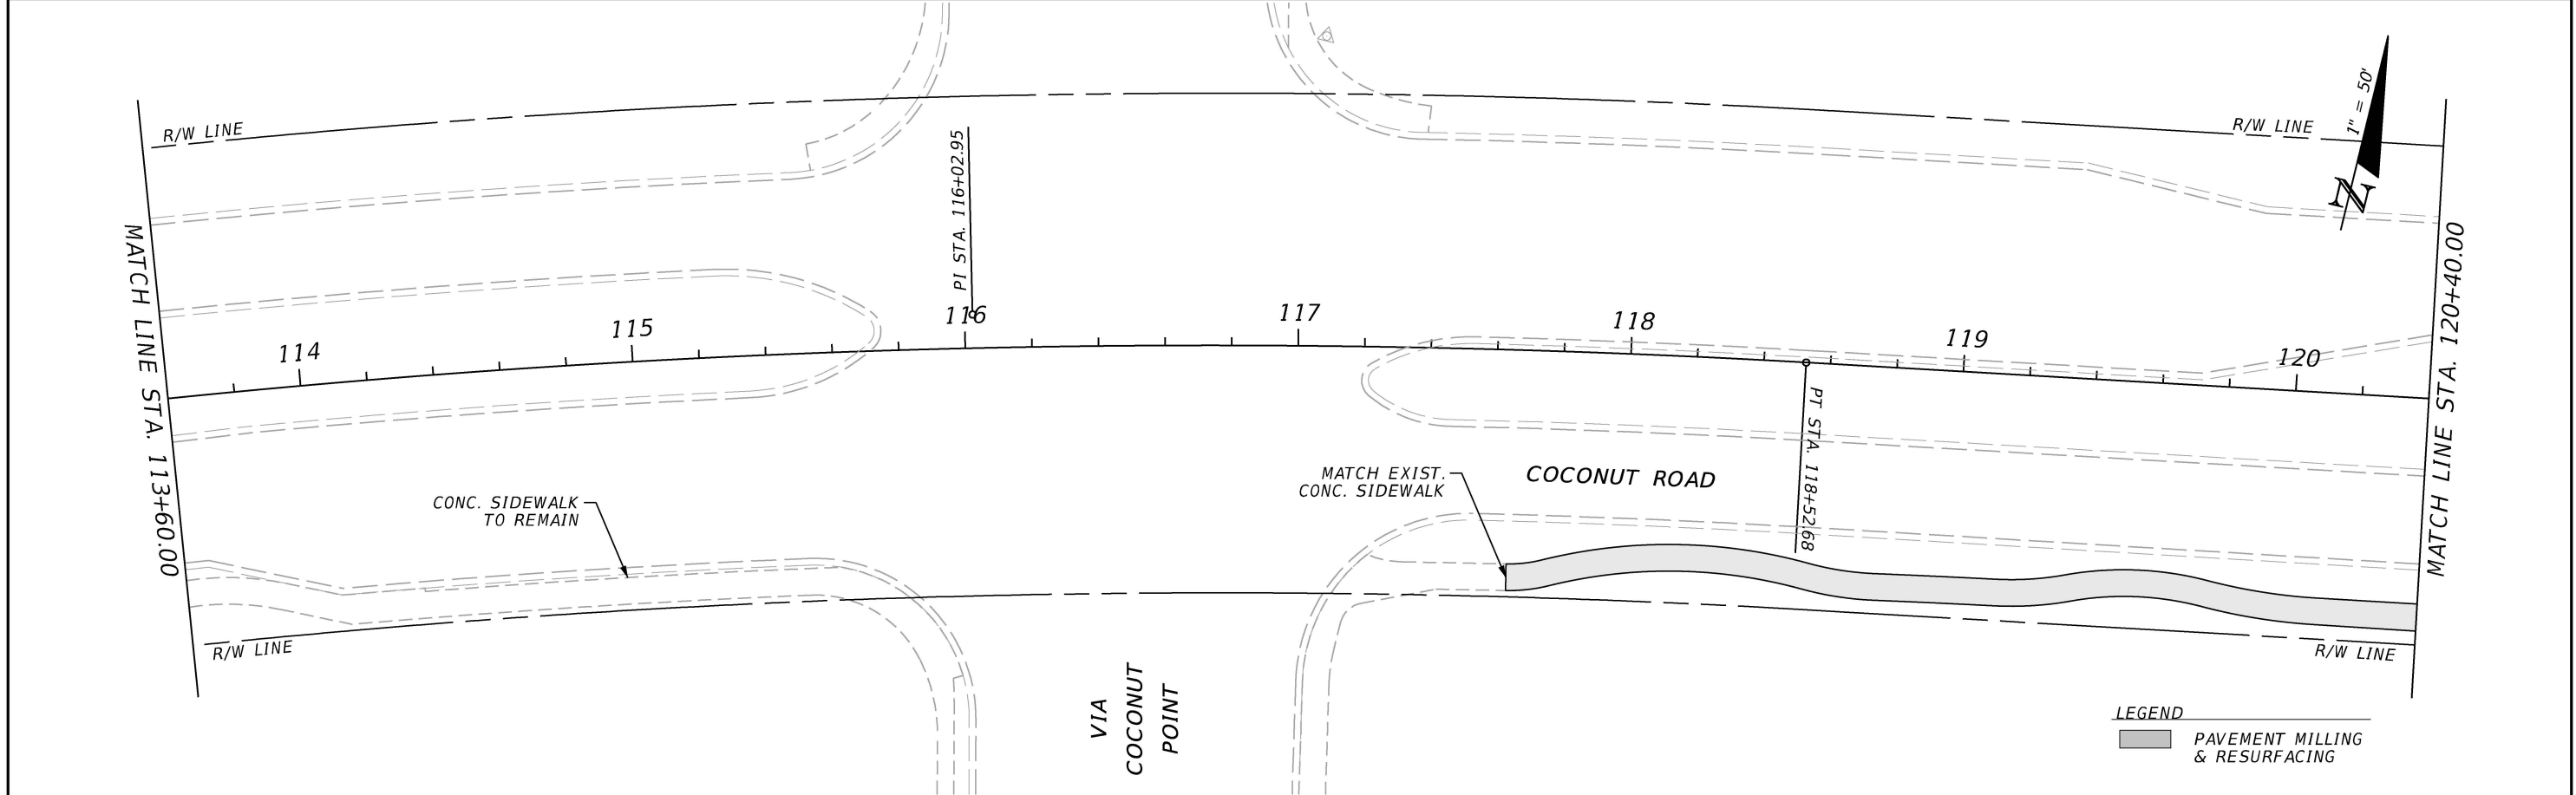 R/W LINE
R/W LINE
1" = 50'
N
PI STA. 116+02.95
MATCH LINE STA. 113+60.00
114
115
116
117
118
119
120
MATCH LINE STA. 120+40.00
PT STA. 118+52.68
COCONUT ROAD
MATCH EXIST.
CONC. SIDEWALK
CONC. SIDEWALK
TO REMAIN
R/W LINE
R/W LINE
VIA
COCONUT
POINT
LEGEND
PAVEMENT MILLING
& RESURFACING